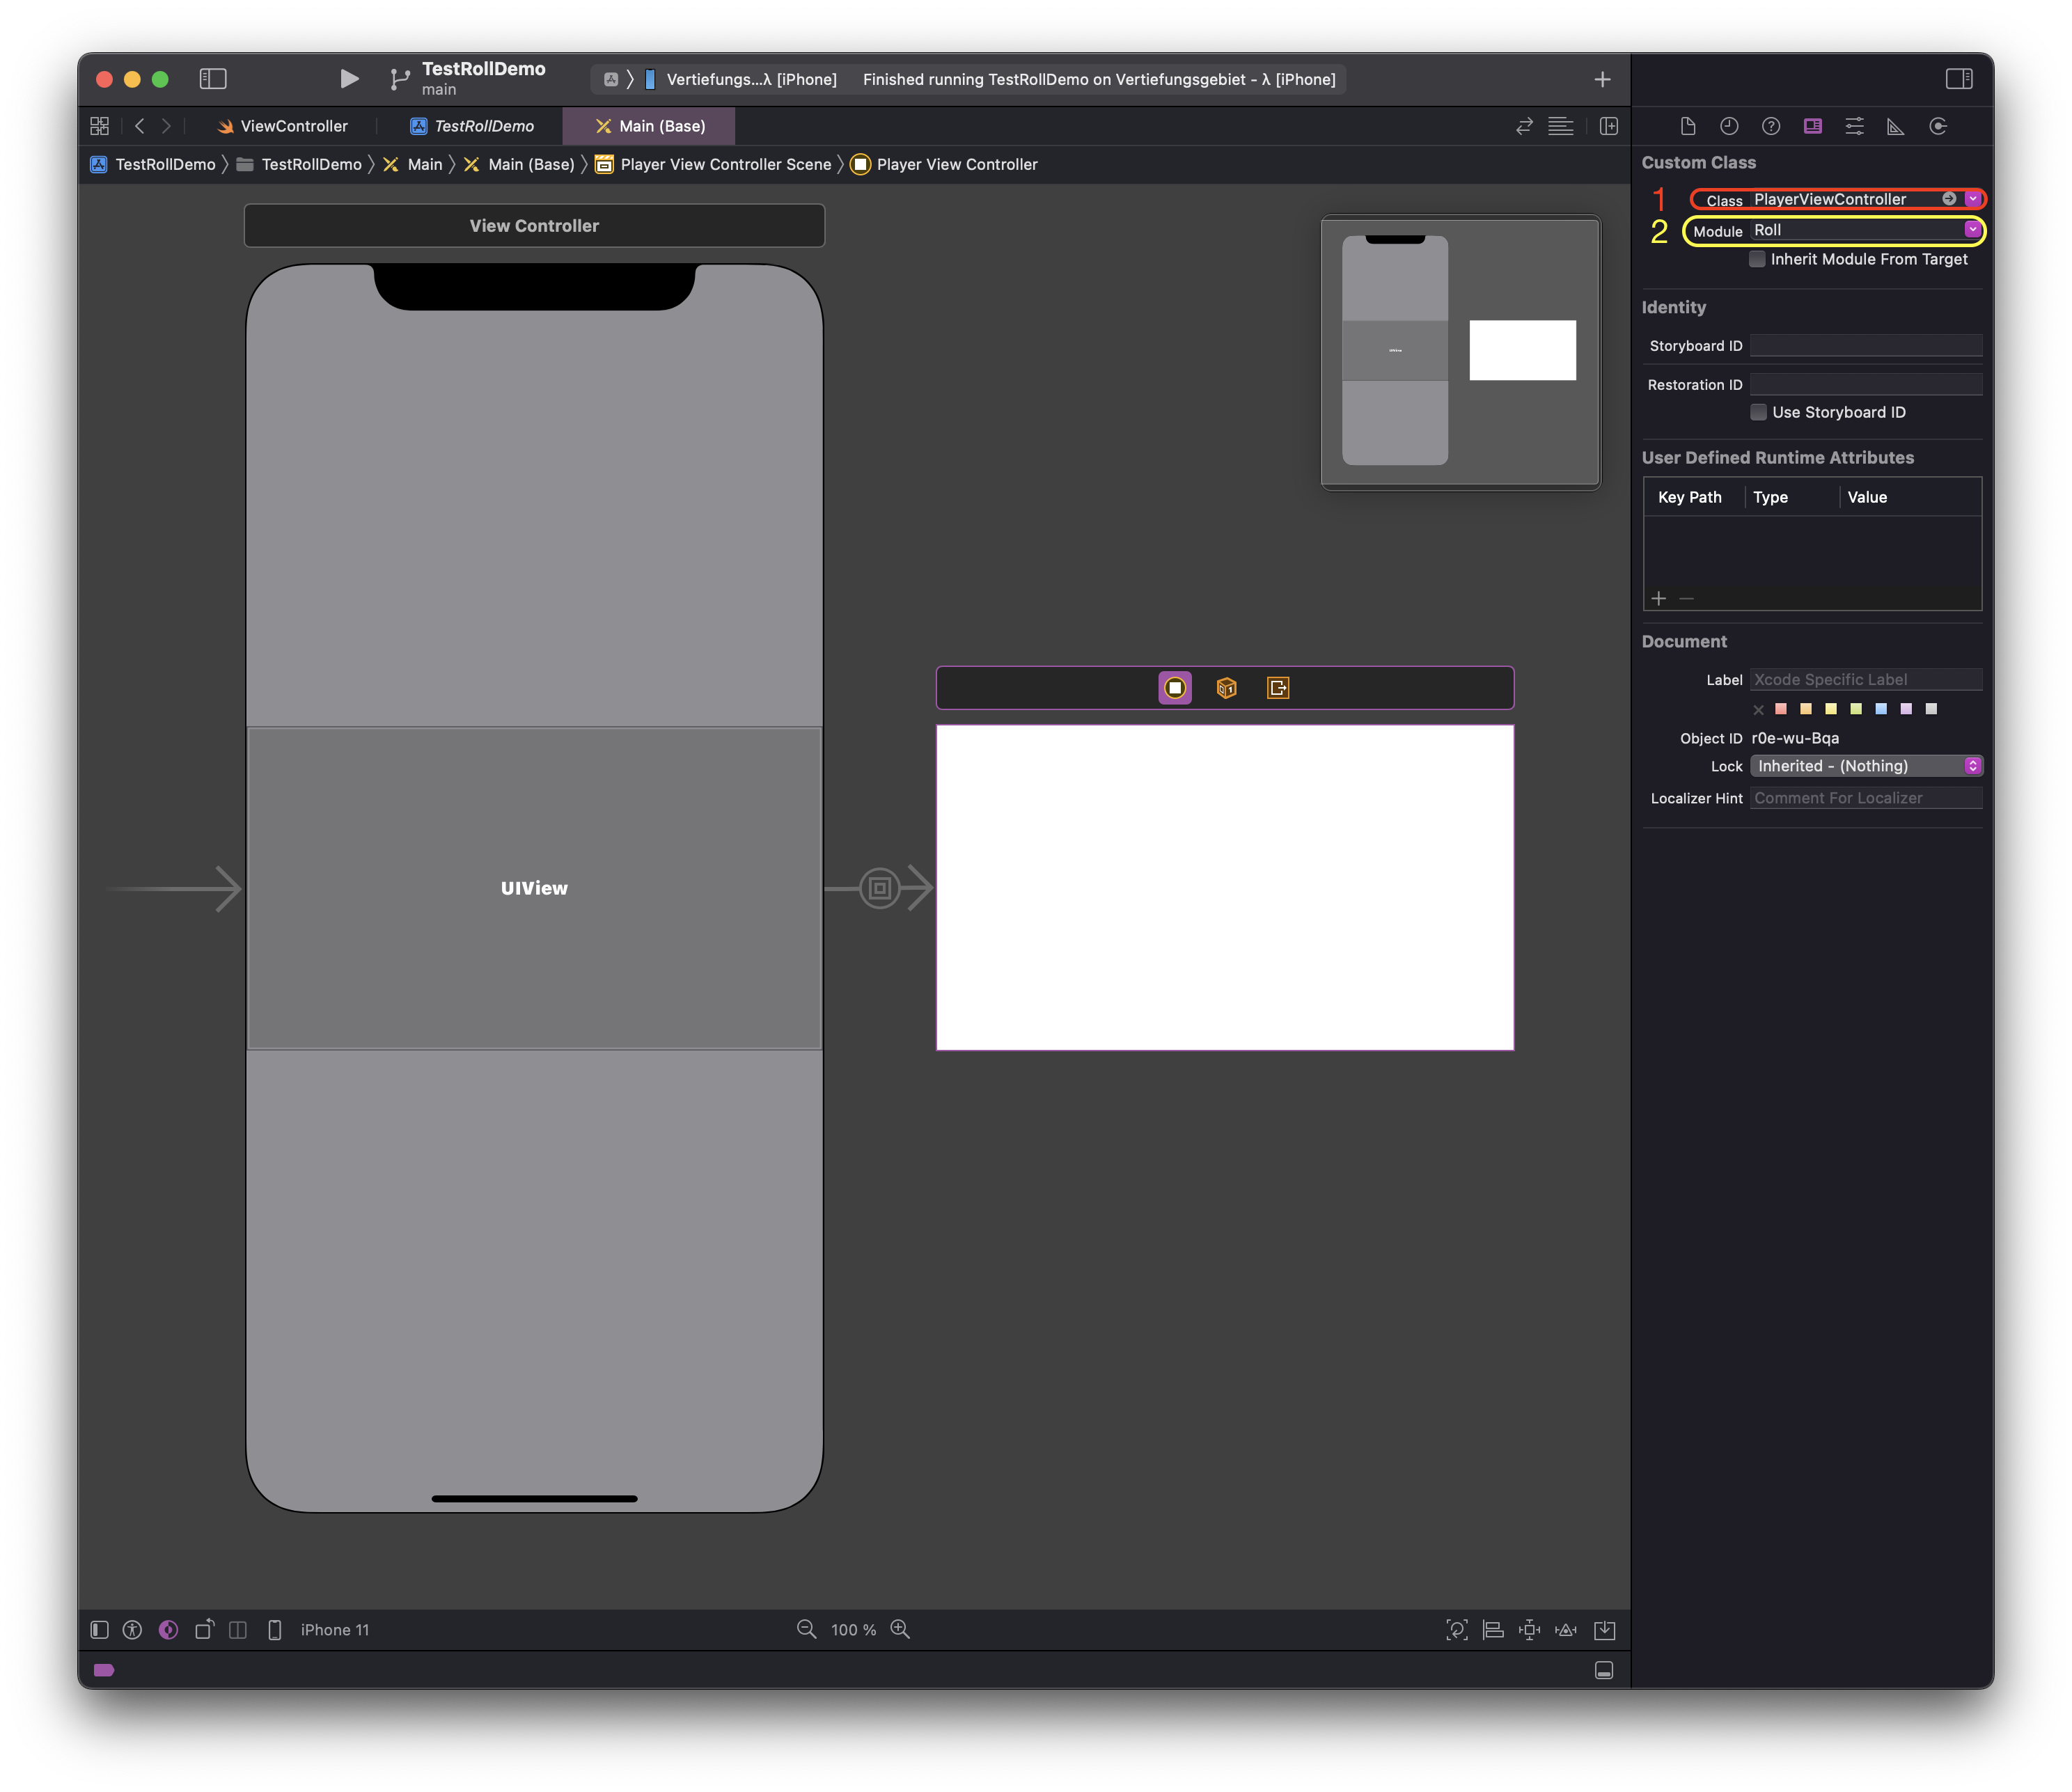 TestRollDemo
main
Vertiefungs...λ [iPhone] Finished running TestRollDemo on Vertiefungsgebiet - λ [iPhone]
ViewController TestRollDemo Main (Base)
TestRollDemo TestRollDemo Main Main (Base) Player View Controller Scene Player View Controller
View Controller
UIView
iPhone 11
100 %
Custom Class
1 Class PlayerViewController
2 Module Roll
Inherit Module From Target
Identity
Storyboard ID
Restoration ID
Use Storyboard ID
User Defined Runtime Attributes
Key Path Type Value
Document
Label Xcode Specific Label
Object ID r0e-wu-Bqa
Lock Inherited - (Nothing)
Localizer Hint Comment For Localizer